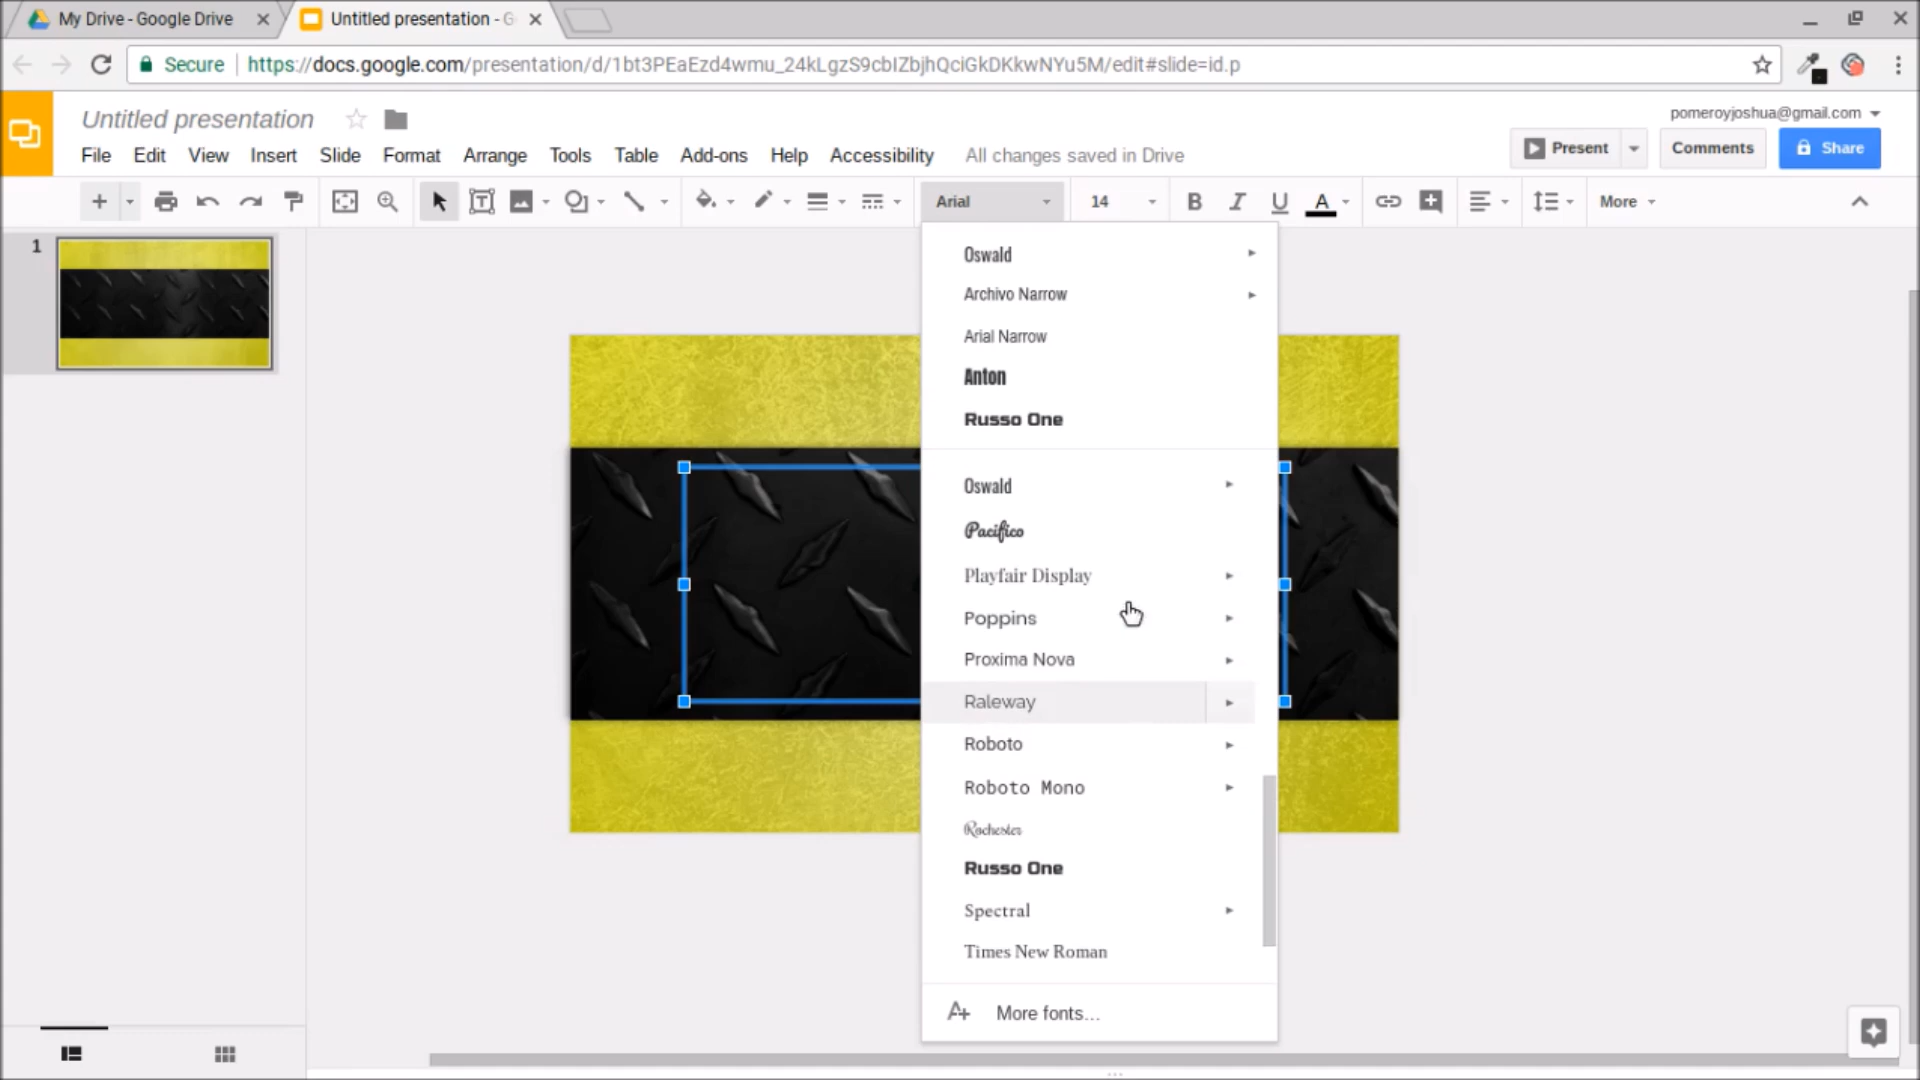 My Drive - Google Drive
Untitled presentation - G
Secure
https://docs.google.com/presentation/d/1bt3PEaEzd4wmu_24kLgzS9cbIZbjhQciGkDKkwNYu5M/edit#slide=id.p
Untitled presentation
pomeroyjoshua@gmail.com
File Edit View Insert Slide Format Arrange Tools Table Add-ons Help Accessibility All changes saved in Drive
Present Comments Share
Arial 14 B I U A More
1
Oswald
Archivo Narrow
Arial Narrow
Anton
Russo One
Oswald
Pacifico
Playfair Display
Poppins
Proxima Nova
Raleway
Roboto
Roboto Mono
Rochester
Russo One
Spectral
Times New Roman
More fonts...